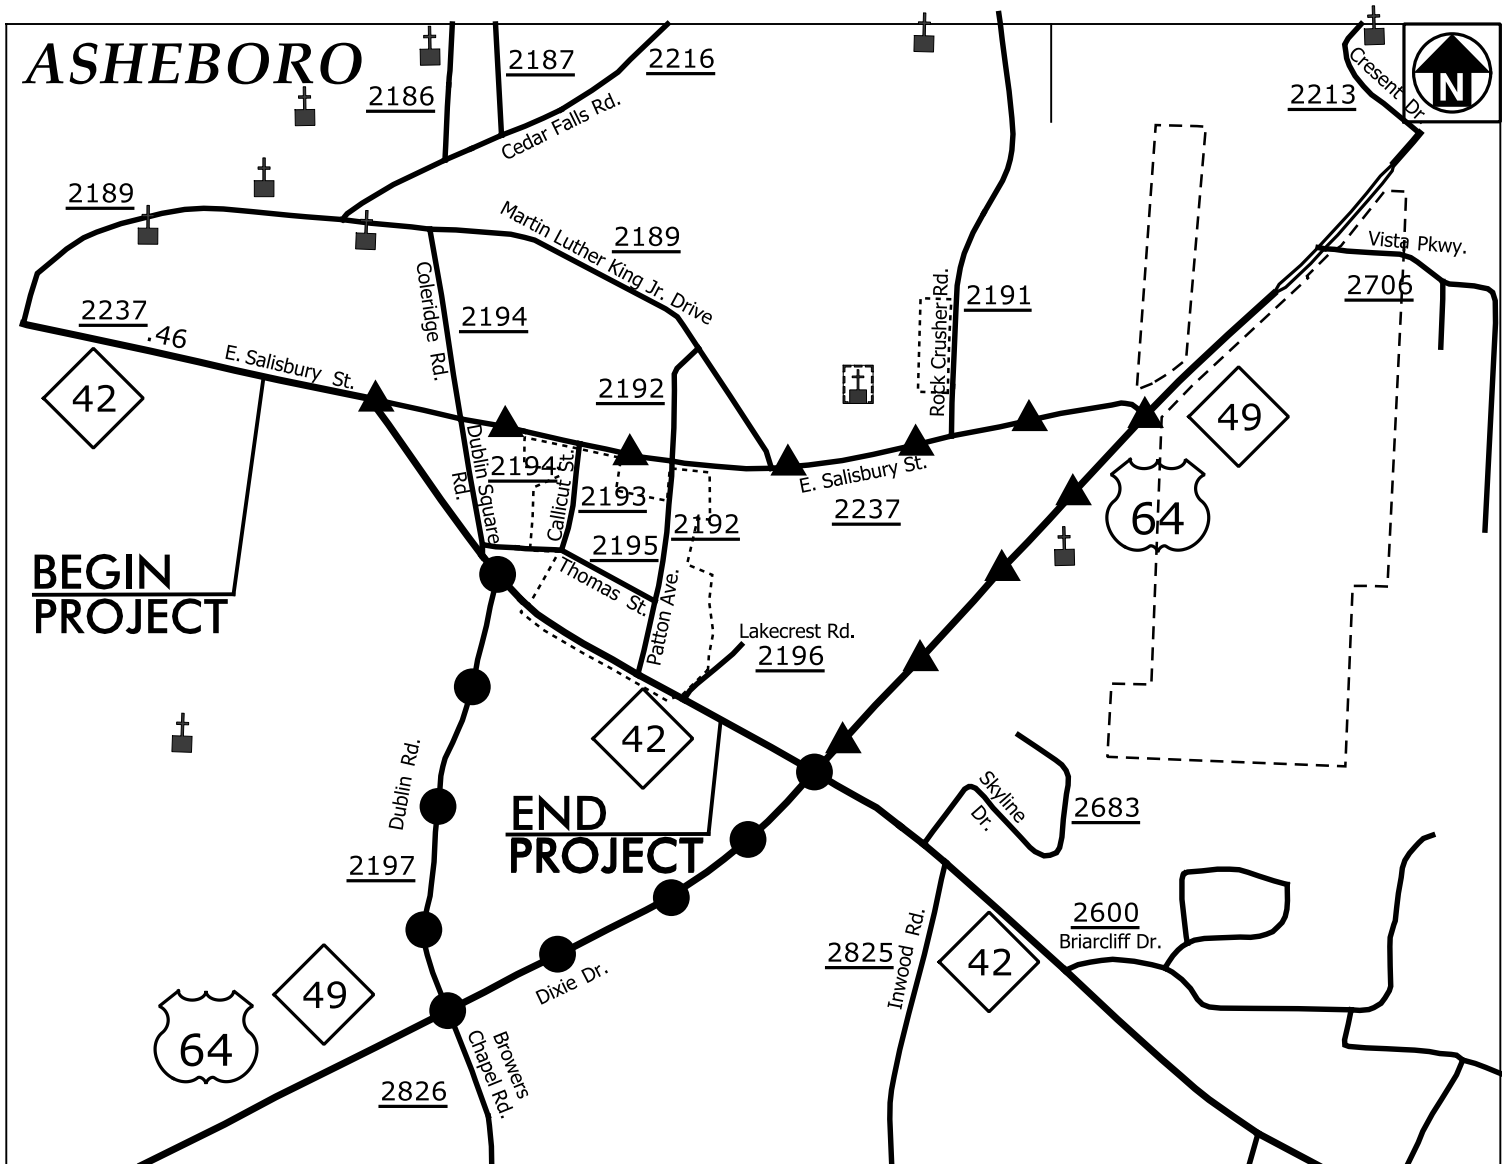 ASHEBORO
2187
2216
2186
Cedar Falls Rd.
2213
Cresent Dr.
N
2189
Martin Luther King Jr. Drive
2189
Vista Pkwy.
2706
Coleridge Rd.
2194
Rock Crusher Rd.
2191
2237
.46
E. Salisbury St.
42
2192
49
2194
Dublin Square
Rd.
Callicut St.
2193
E. Salisbury St.
2237
2192
64
2195
Thomas St.
Patton Ave.
BEGIN
PROJECT
Lakecrest Rd.
2196
42
Dublin Rd.
2197
END
PROJECT
Skyline
Dr.
2683
2600
Briarcliff Dr.
2825
Inwood Rd.
42
49
Dixie Dr.
64
Browers
Chapel Rd.
2826